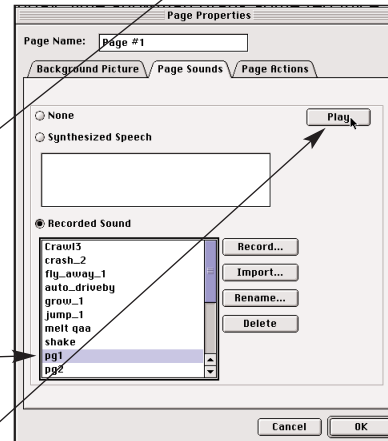 Page Properties
Page Name: Page #1
Background Picture Page Sounds Page Actions
None
Play
Synthesized Speech
Recorded Sound
Crawl3
crash_2
fly_away_1
auto_driveby
grow_1
jump_1
melt qaa
shake
pg1
pg2
Record...
Import...
Rename...
Delete
Cancel OK